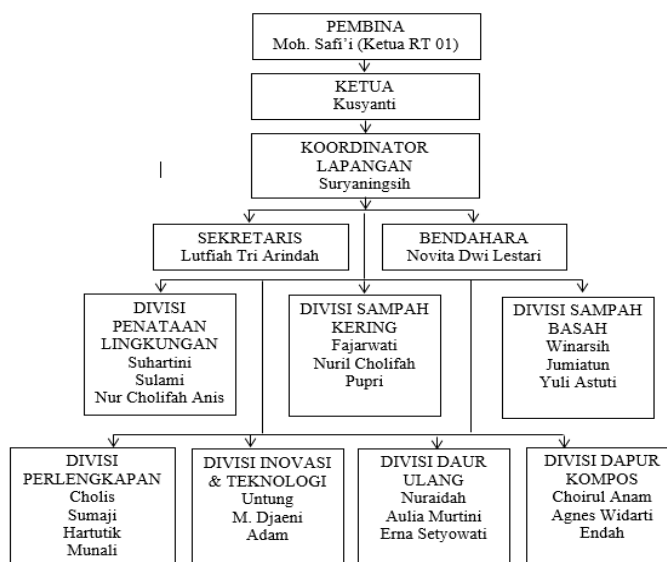 PEMBINA
Moh. Safi'i (Ketua RT 01)
KETUA
Kusyanti
KOORDINATOR
LAPANGAN
Suryaningsih
SEKRETARIS
Lutfiah Tri Arindah
BENDAHARA
Novita Dwi Lestari
DIVISI
PENATAAN
LINGKUNGAN
Suhartini
Sulami
Nur Cholifah Anis
DIVISI SAMPAH
KERING
Fajarwati
Nuril Cholifah
Pupri
DIVISI SAMPAH
BASAH
Winarsih
Jumiatun
Yuli Astuti
DIVISI
PERLENGKAPAN
Cholis
Sumaji
Hartutik
Munali
DIVISI INOVASI
& TEKNOLOGI
Untung
M. Djaeni
Adam
DIVISI DAUR
ULANG
Nuraidah
Aulia Murtini
Erna Setyowati
DIVISI DAPUR
KOMPOS
Choirul Anam
Agnes Widarti
Endah